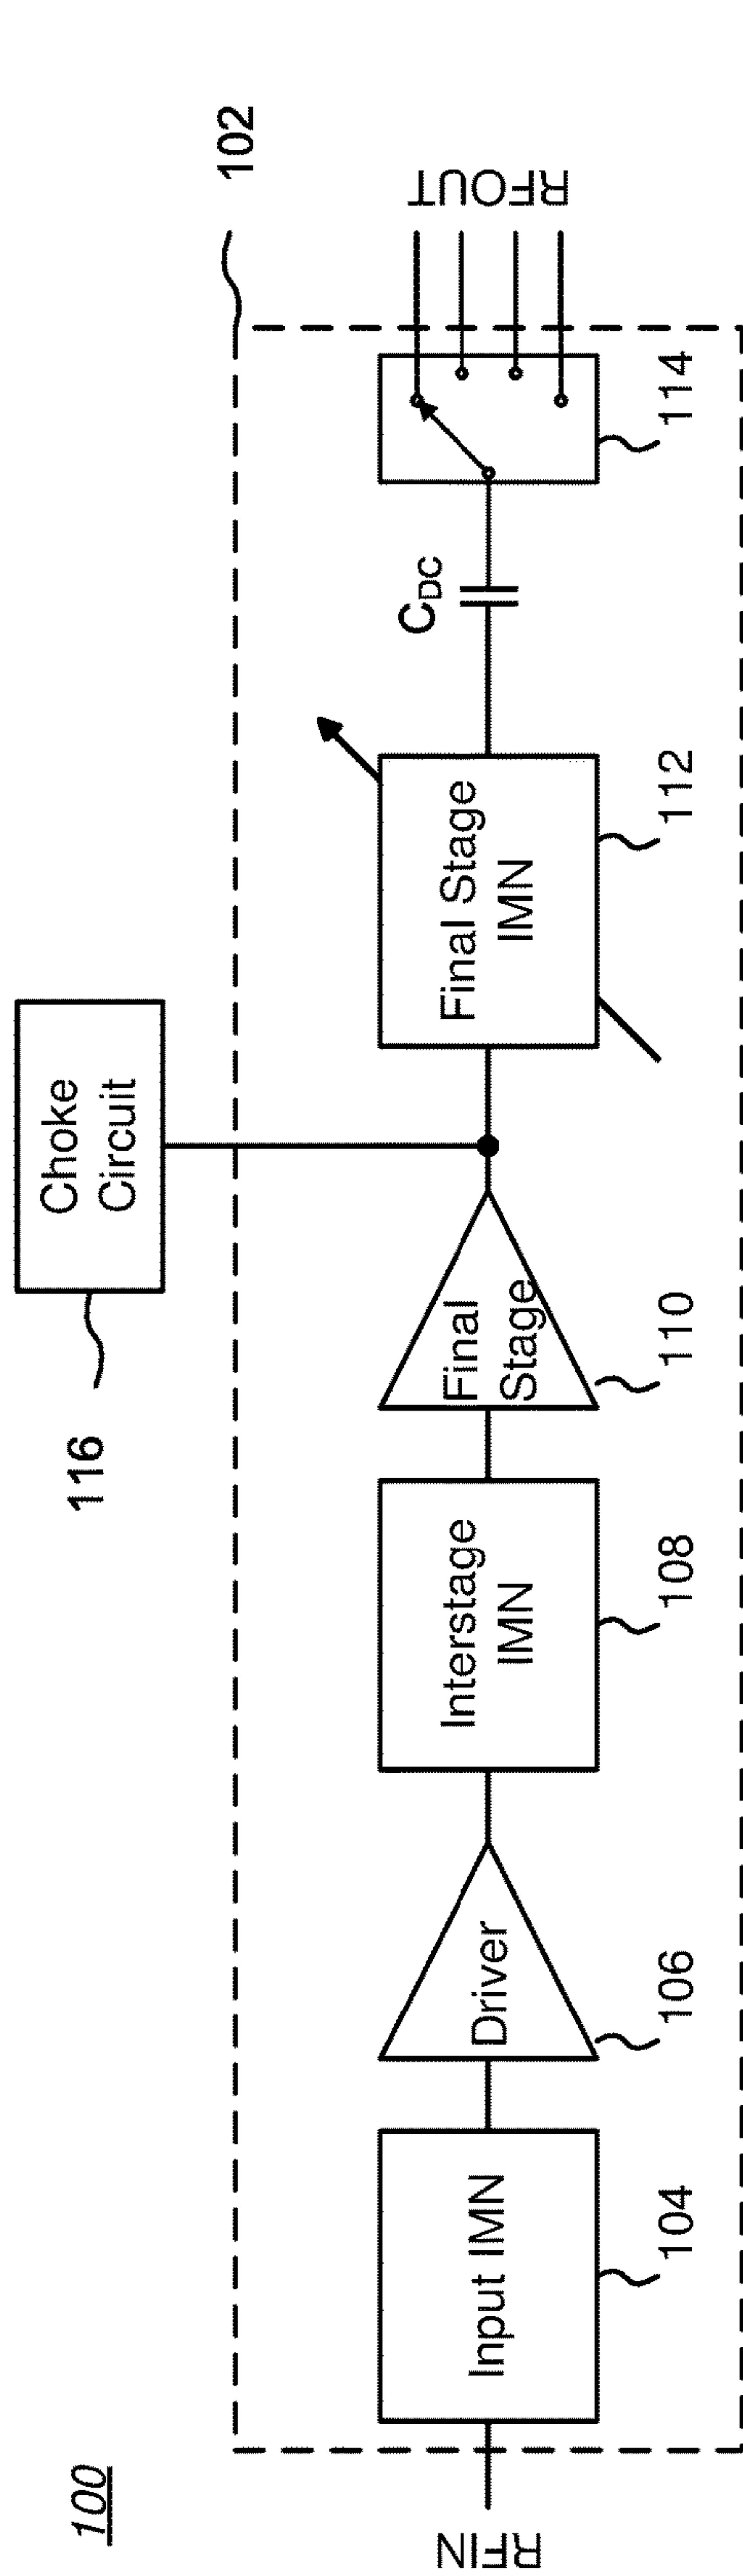 100
116
Choke
Circuit
102
RFIN
Input IMN
104
Driver
106
Interstage
IMN
108
Final
Stage
110
Final Stage
IMN
112
CDC
114
RFOUT